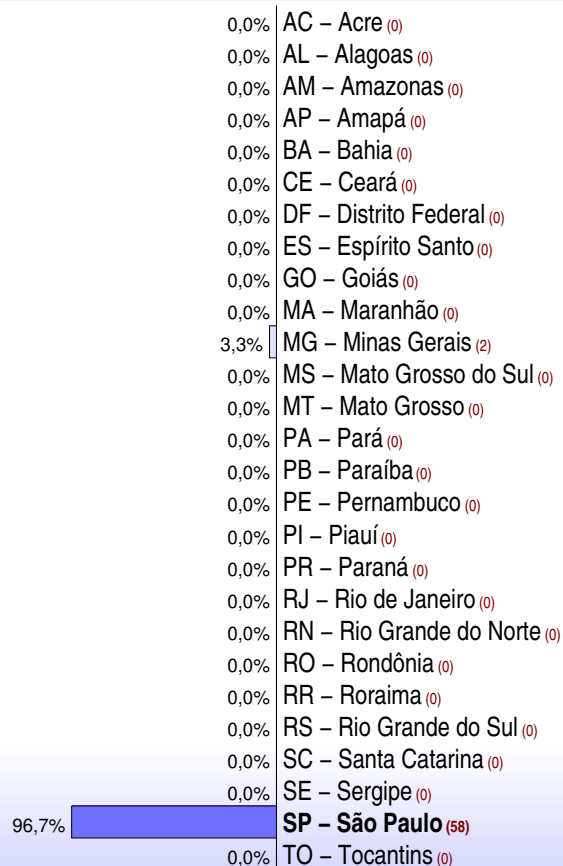 0,0% AC – Acre (0)
0,0% AL – Alagoas (0)
0,0% AM – Amazonas (0)
0,0% AP – Amapá (0)
0,0% BA – Bahia (0)
0,0% CE – Ceará (0)
0,0% DF – Distrito Federal (0)
0,0% ES – Espírito Santo (0)
0,0% GO – Goiás (0)
0,0% MA – Maranhão (0)
3,3% MG – Minas Gerais (2)
0,0% MS – Mato Grosso do Sul (0)
0,0% MT – Mato Grosso (0)
0,0% PA – Pará (0)
0,0% PB – Paraíba (0)
0,0% PE – Pernambuco (0)
0,0% PI – Piauí (0)
0,0% PR – Paraná (0)
0,0% RJ – Rio de Janeiro (0)
0,0% RN – Rio Grande do Norte (0)
0,0% RO – Rondônia (0)
0,0% RR – Roraima (0)
0,0% RS – Rio Grande do Sul (0)
0,0% SC – Santa Catarina (0)
0,0% SE – Sergipe (0)
96,7% SP – São Paulo (58)
0,0% TO – Tocantins (0)